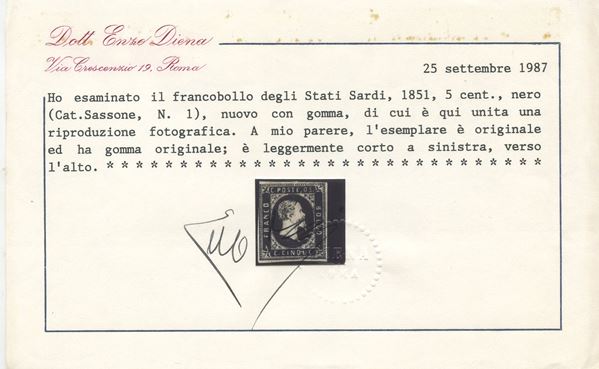 Dott. Enzo Diena
Via Crescenzio 19, Roma
25 settembre 1987
Ho esaminato il francobollo degli Stati Sardi, 1851, 5 cent., nero
(Cat.Sassone, N. 1), nuovo con gomma, di cui è qui unita una
riproduzione fotografica. A mio parere, l'esemplare è originale
ed ha gomma originale; è leggermente corto a sinistra, verso
l'alto. * * * * * * * * * * * * * * * * * * * * * * * * * * * * *
C. POSTE. 05
FRANCO
BOLLO
C. CINQUE